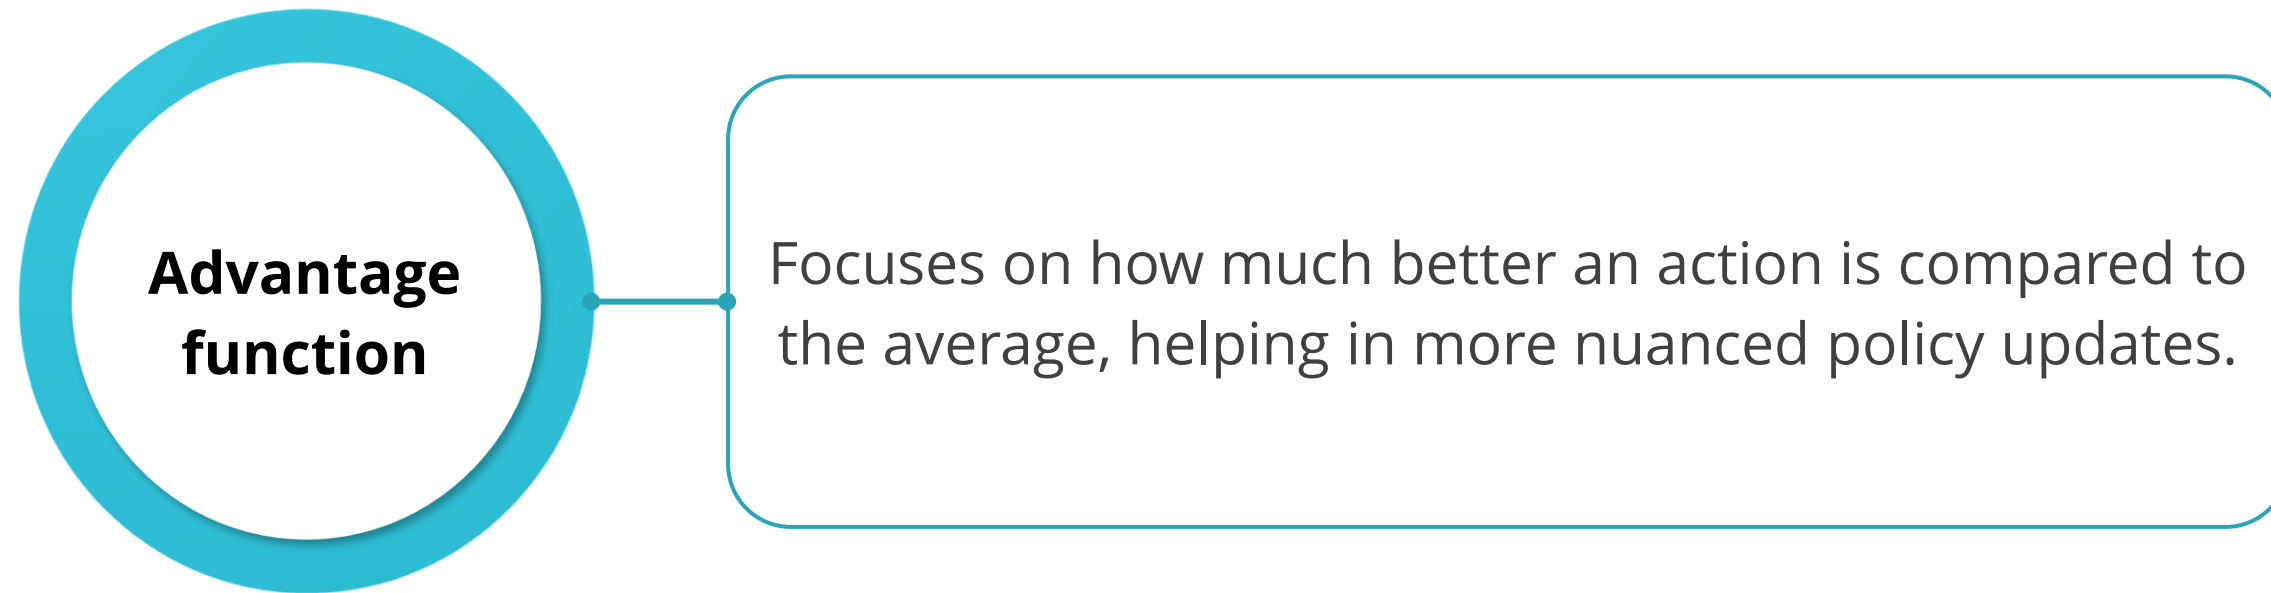 Advantage
function
Focuses on how much better an action is compared to
the average, helping in more nuanced policy updates.